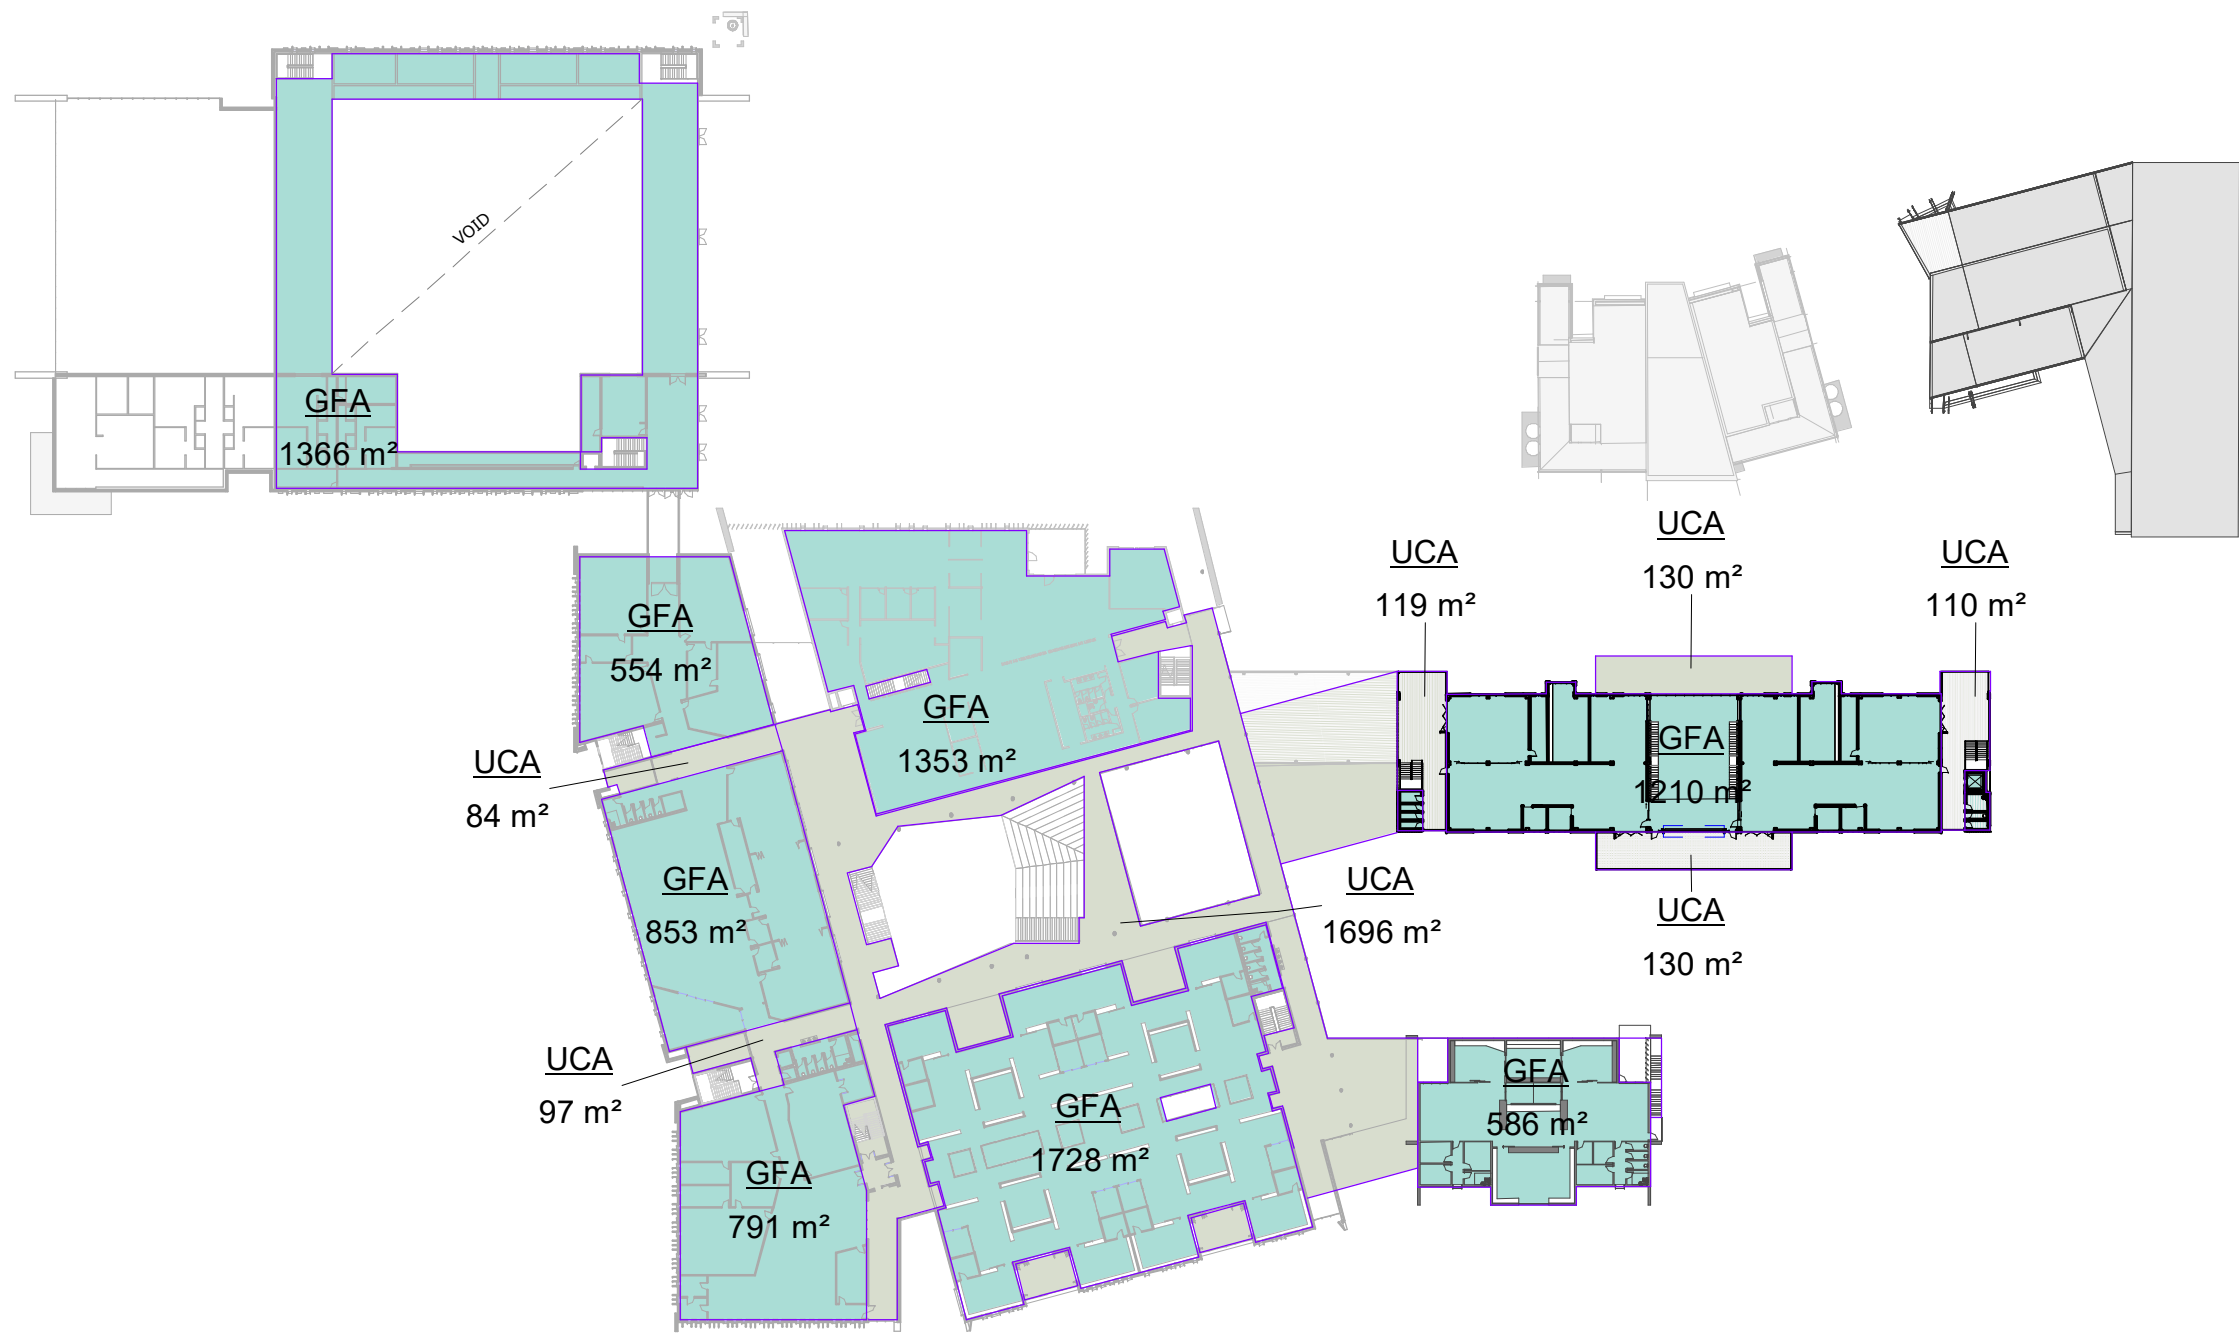 VOID
GFA
1366 m²
UCA
130 m²
UCA
119 m²
UCA
110 m²
GFA
554 m²
GFA
1353 m²
GFA
1210 m²
UCA
84 m²
GFA
853 m²
UCA
1696 m²
UCA
130 m²
UCA
97 m²
GFA
1728 m²
GFA
586 m²
GFA
791 m²